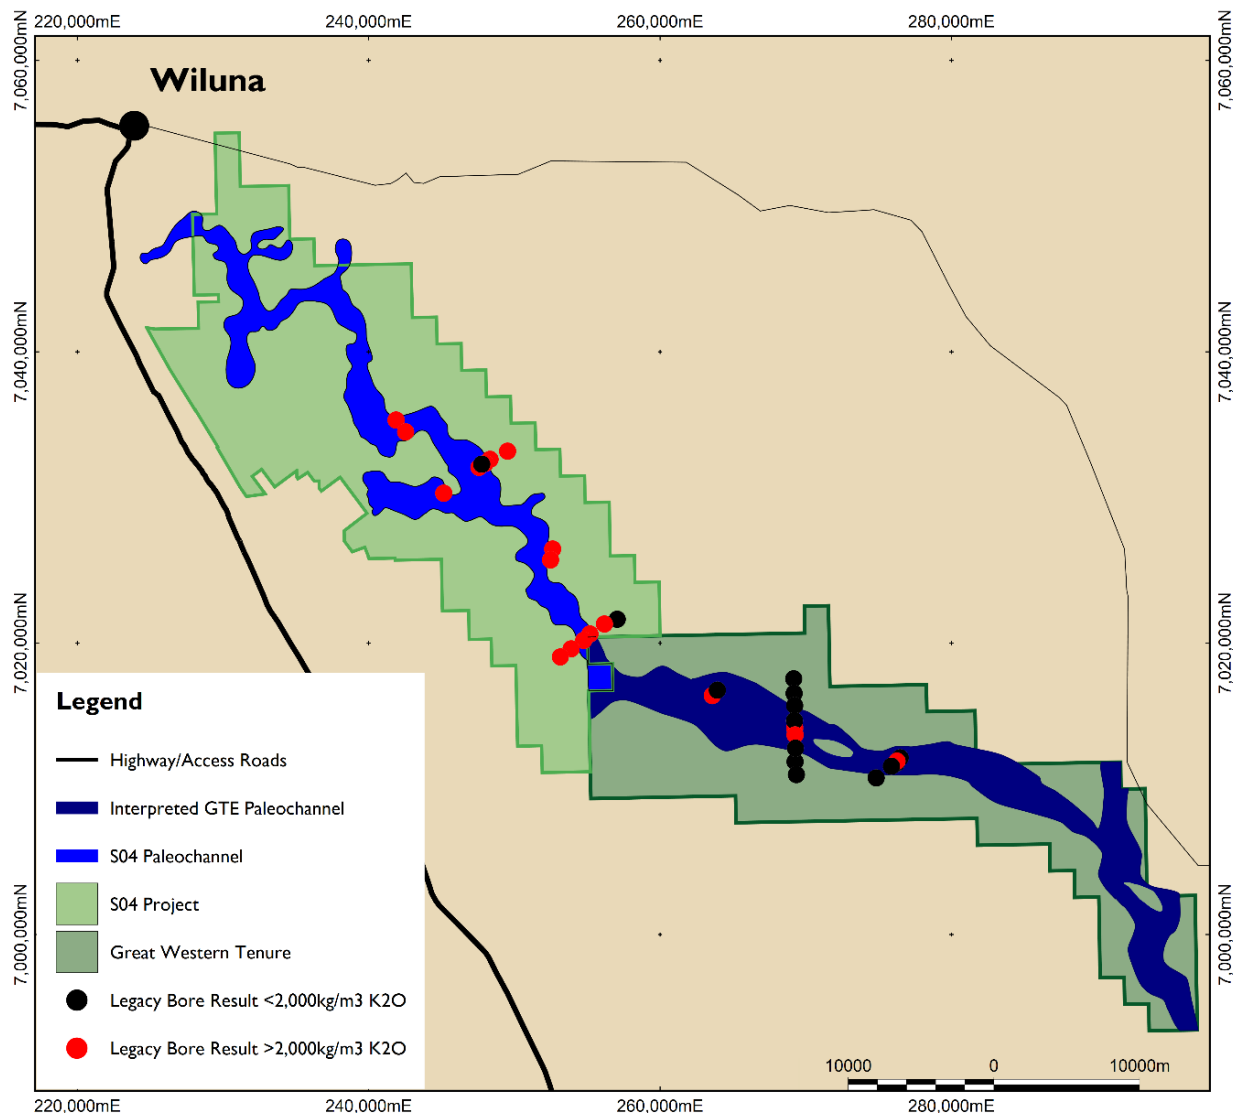 220,000mE
240,000mE
260,000mE
280,000mE
7,060,000mN
7,060,000mN
Wiluna
7,040,000mN
7,040,000mN
7,020,000mN
7,020,000mN
Legend
Highway/Access Roads
Interpreted GTE Paleochannel
S04 Paleochannel
S04 Project
Great Western Tenure
Legacy Bore Result <2,000kg/m3 K2O
Legacy Bore Result >2,000kg/m3 K2O
7,000,000mN
7,000,000mN
10000
0
10000m
220,000mE
240,000mE
260,000mE
280,000mE